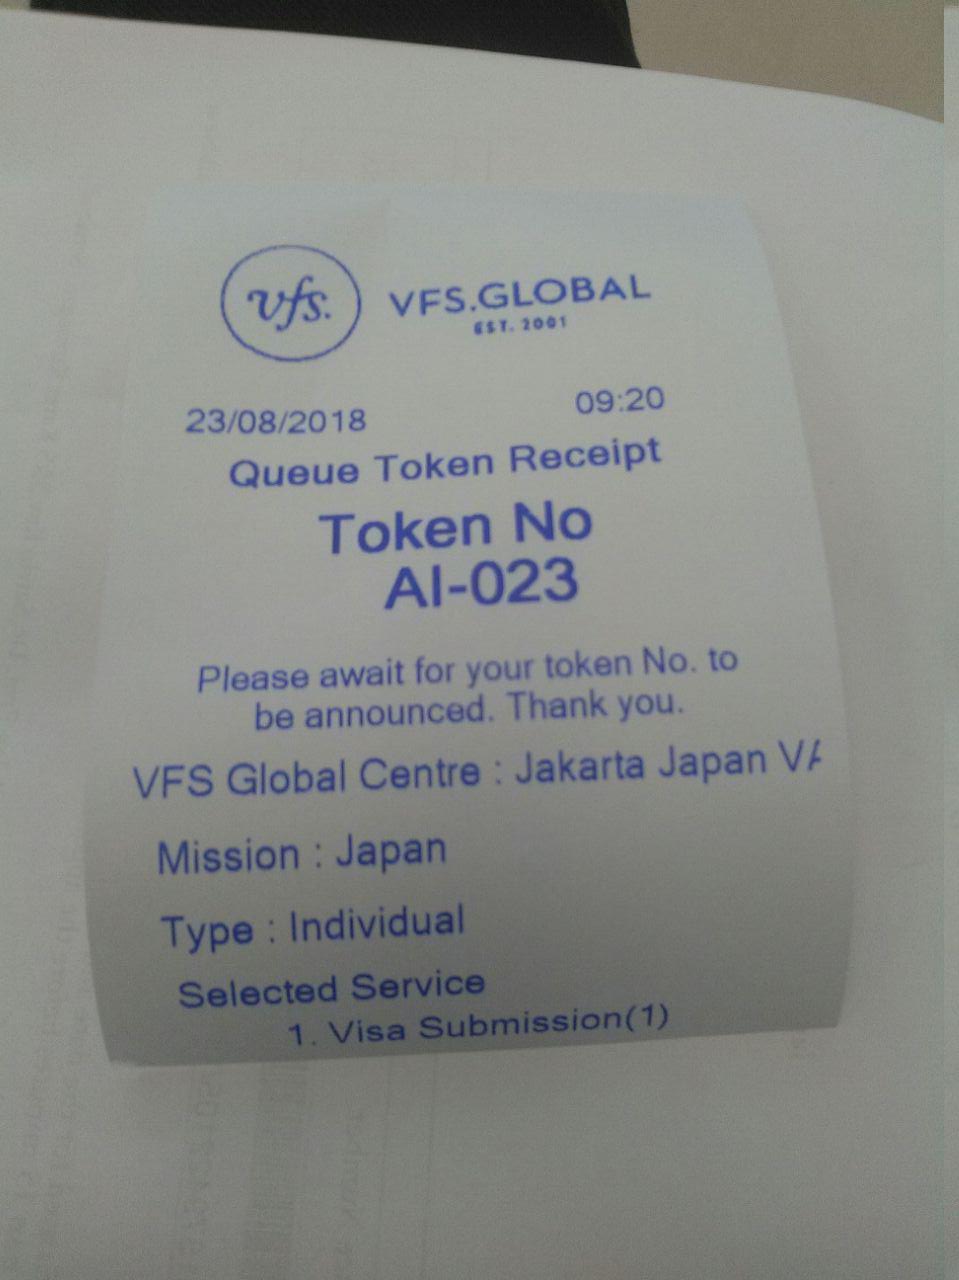 vfs. VFS.GLOBAL
EST. 2001
23/08/2018 09:20
Queue Token Receipt
Token No
AI-023
Please await for your token No. to
be announced. Thank you.
VFS Global Centre : Jakarta Japan VA
Mission : Japan
Type : Individual
Selected Service
1. Visa Submission(1)